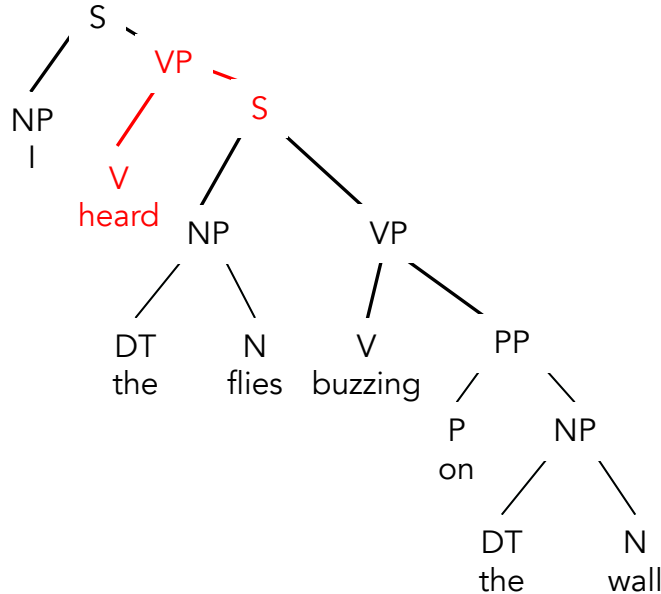 S
VP
S
NP
I
V
heard
NP VP
DT N V PP
the flies buzzing
P NP
on
DT N
the wall